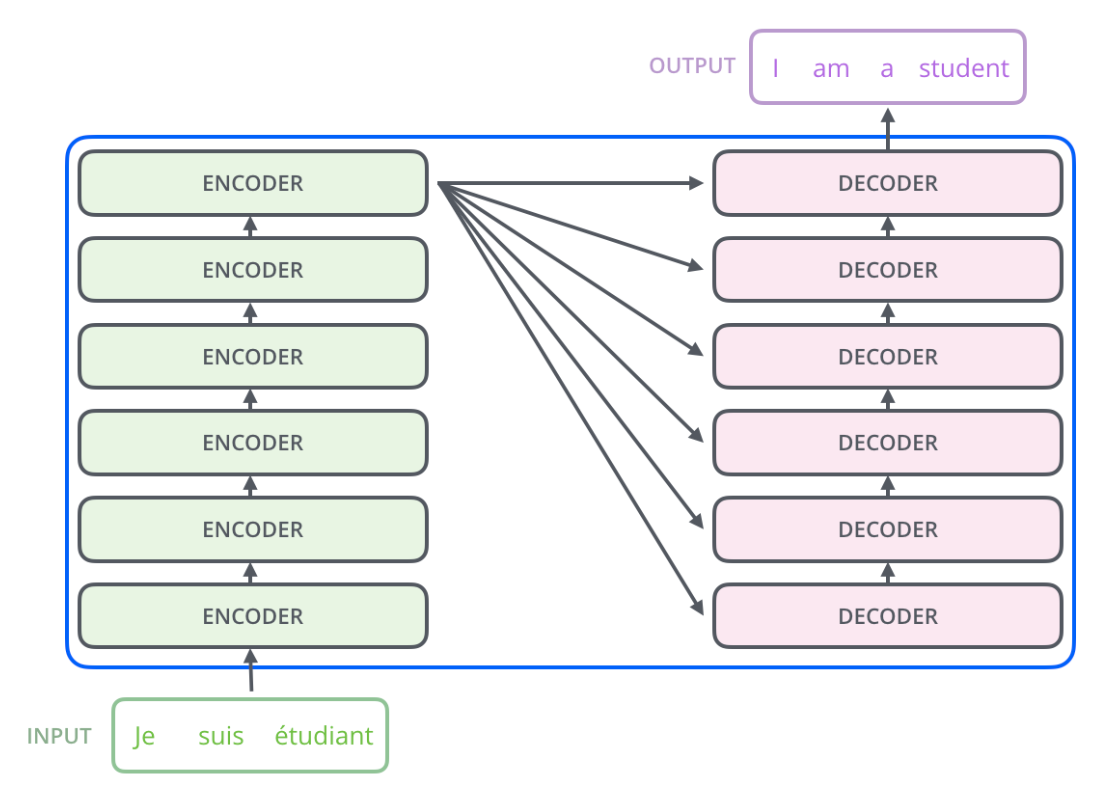 OUTPUT
I am a student
ENCODER
DECODER
ENCODER
DECODER
ENCODER
DECODER
ENCODER
DECODER
ENCODER
DECODER
ENCODER
DECODER
INPUT
Je suis étudiant